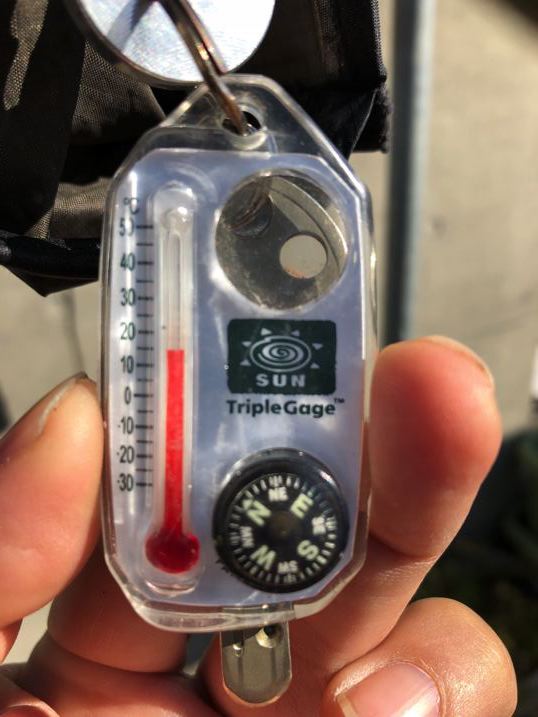 °C
50
40
30
20
10
0
-10
-20
-30
SUN
TripleGage™
NE
N E
NW SE
W S
SW